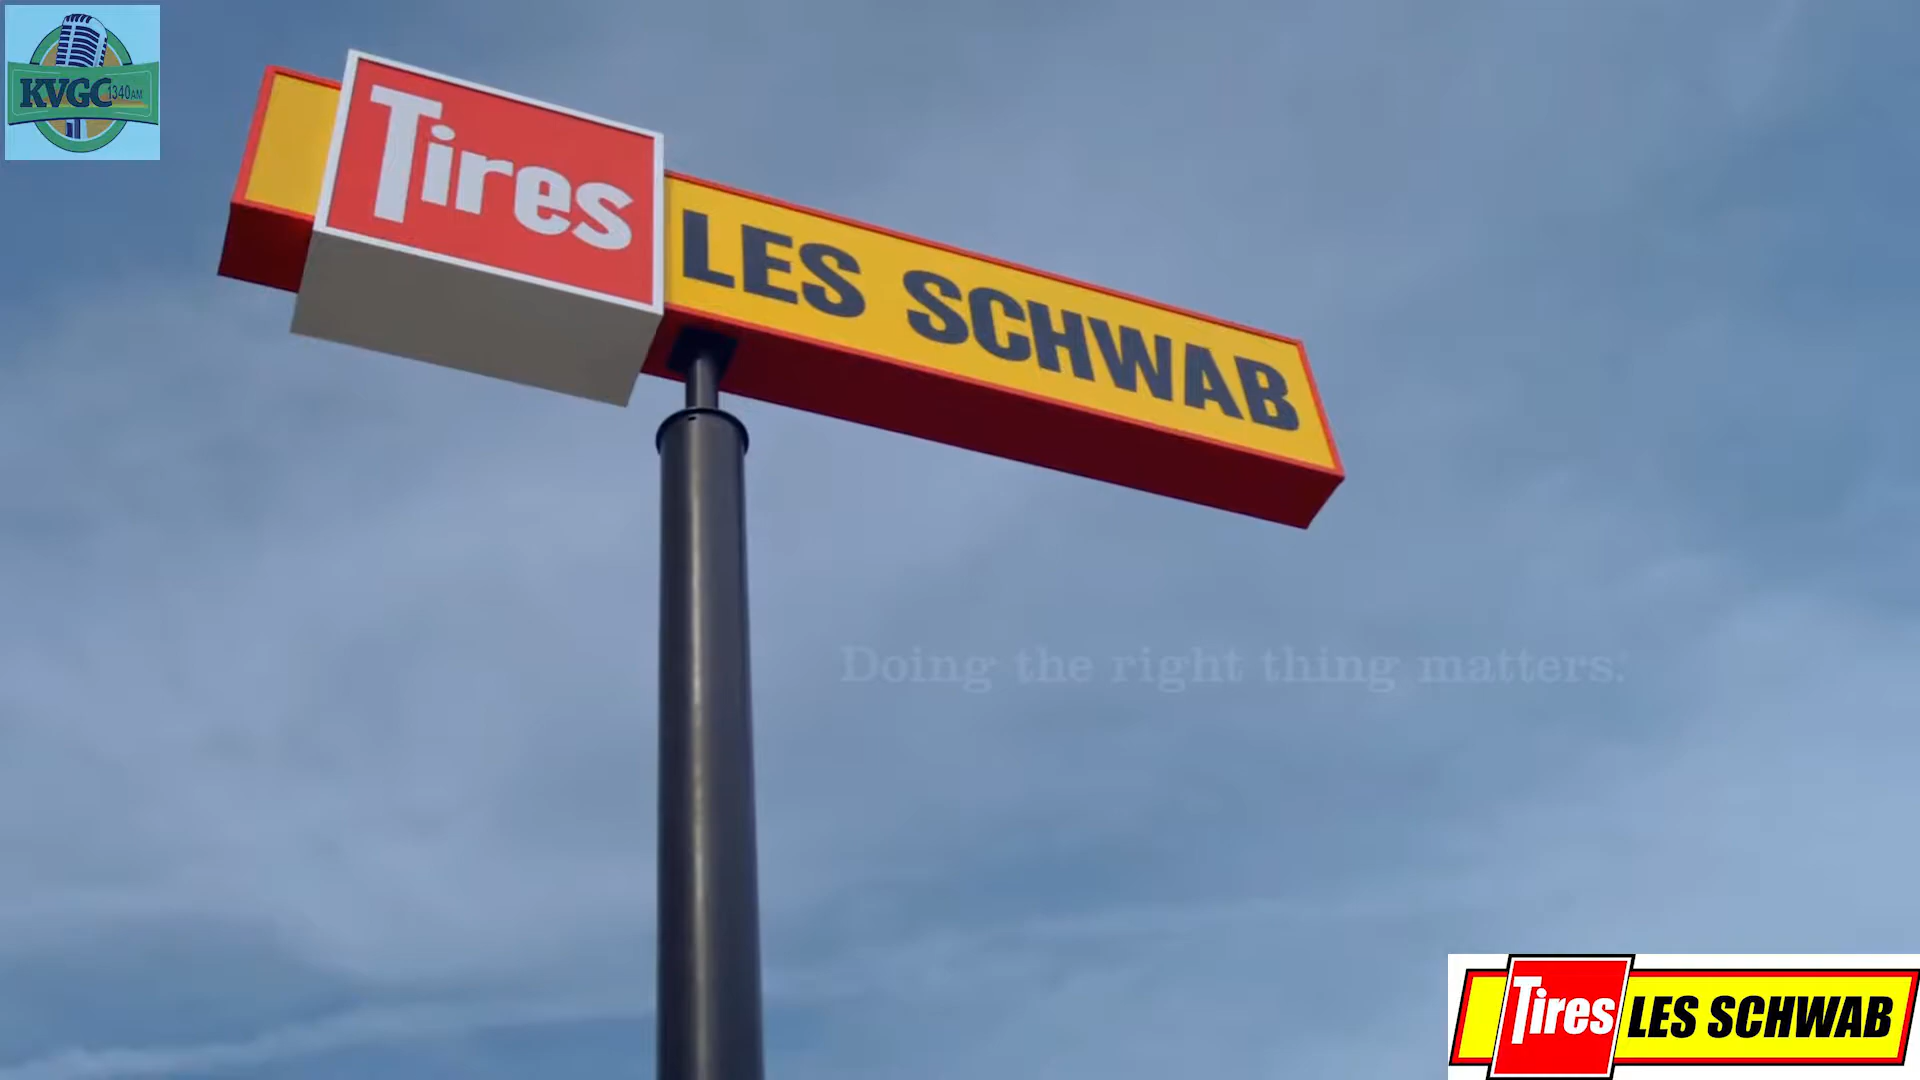 KVGC 1340AM
Tires LES SCHWAB
Doing the right thing matters.
Tires LES SCHWAB